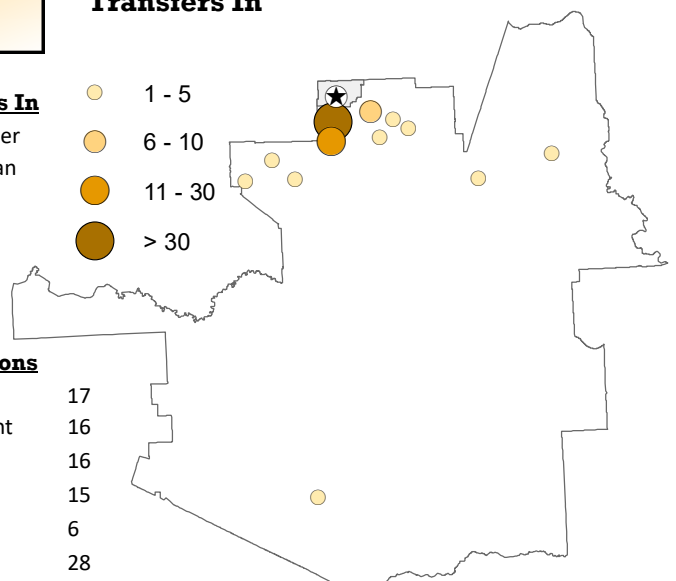 Transfers In
s In
er
an
1 - 5
6 - 10
11 - 30
> 30
ons
17
nt 16
16
15
6
28